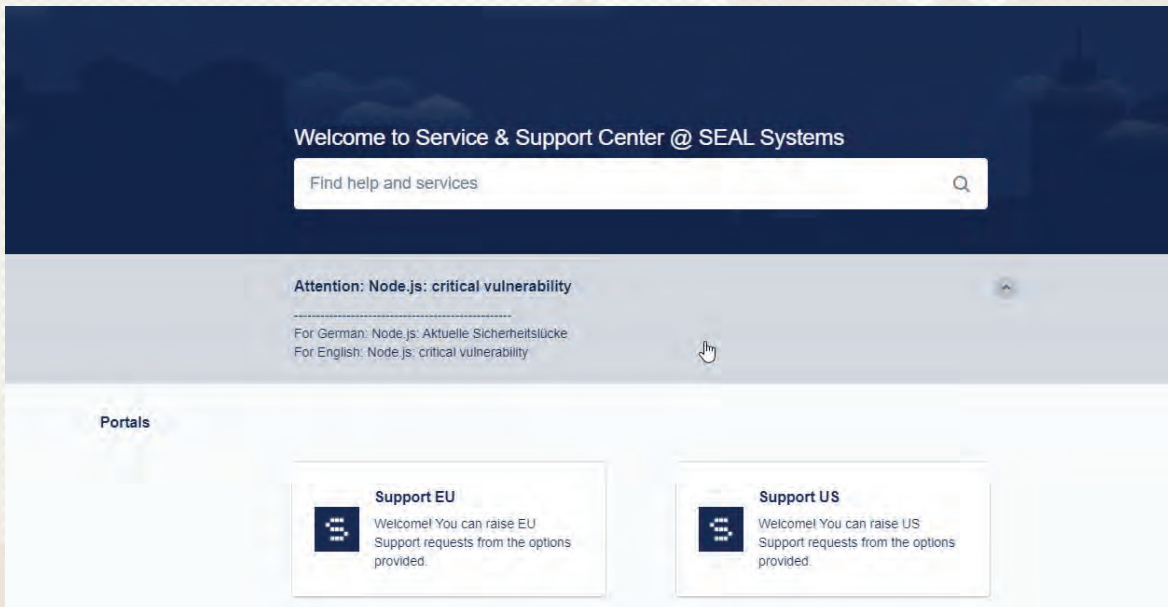 Welcome to Service & Support Center @ SEAL Systems
Find help and services
Attention: Node.js: critical vulnerability
------------------------------------------------
For German: Node.js: Aktuelle Sicherheitslücke
For English: Node.js: critical vulnerability
Portals
Support EU
Welcome! You can raise EU
Support requests from the options
provided.
Support US
Welcome! You can raise US
Support requests from the options
provided.